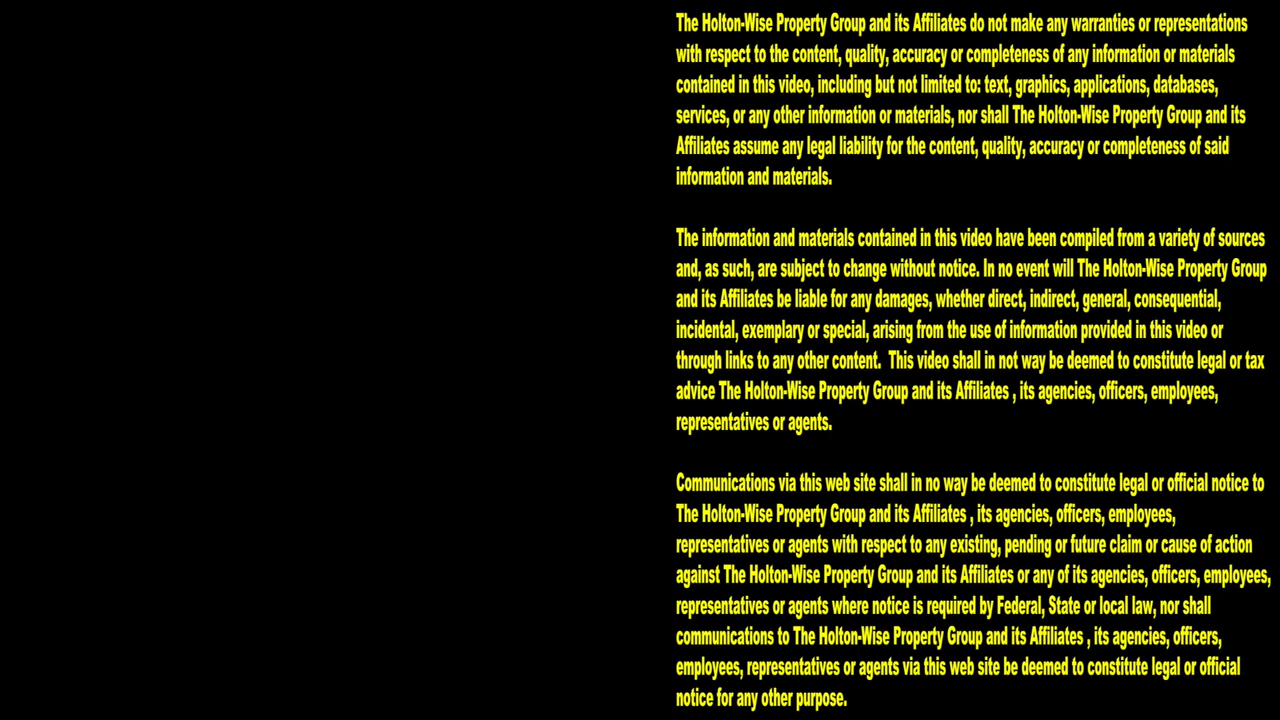 The Holton-Wise Property Group and its Affiliates do not make any warranties or representations
with respect to the content, quality, accuracy or completeness of any information or materials
contained in this video, including but not limited to: text, graphics, applications, databases,
services, or any other information or materials, nor shall The Holton-Wise Property Group and its
Affiliates assume any legal liability for the content, quality, accuracy or completeness of said
information and materials.
The information and materials contained in this video have been compiled from a variety of sources
and, as such, are subject to change without notice. In no event will The Holton-Wise Property Group
and its Affiliates be liable for any damages, whether direct, indirect, general, consequential,
incidental, exemplary or special, arising from the use of information provided in this video or
through links to any other content.  This video shall in not way be deemed to constitute legal or tax
advice The Holton-Wise Property Group and its Affiliates , its agencies, officers, employees,
representatives or agents.
Communications via this web site shall in no way be deemed to constitute legal or official notice to
The Holton-Wise Property Group and its Affiliates , its agencies, officers, employees,
representatives or agents with respect to any existing, pending or future claim or cause of action
against The Holton-Wise Property Group and its Affiliates or any of its agencies, officers, employees,
representatives or agents where notice is required by Federal, State or local law, nor shall
communications to The Holton-Wise Property Group and its Affiliates , its agencies, officers,
employees, representatives or agents via this web site be deemed to constitute legal or official
notice for any other purpose.